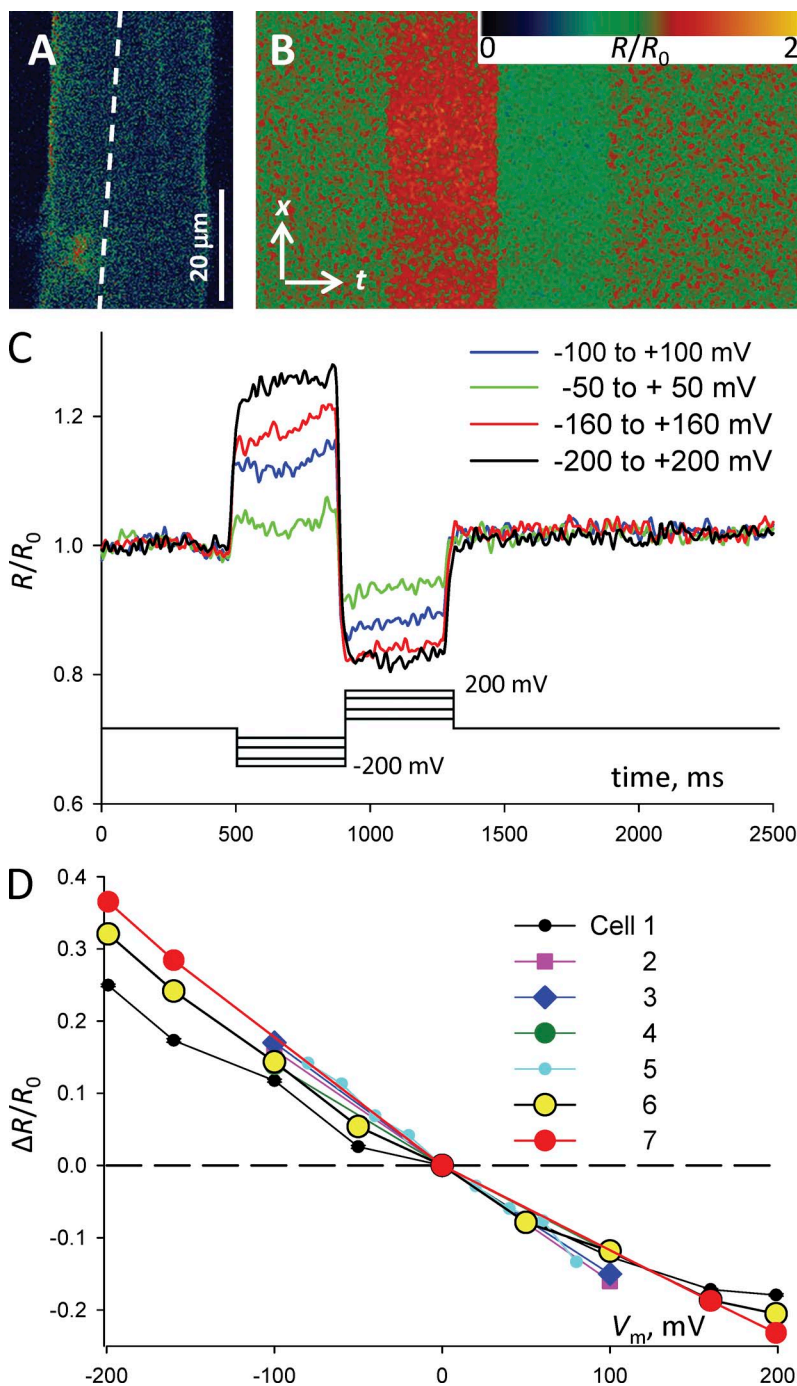 A
20 μm
B
0 R/R0 2
x
t
C
-100 to +100 mV
-50 to + 50 mV
-160 to +160 mV
-200 to +200 mV
1.2
1.0
0.8
0.6
R/R0
200 mV
-200 mV
time, ms
0 500 1000 1500 2000 2500
D
0.4
0.3
0.2
0.1
0.0
-0.1
-0.2
ΔR/R0
Cell 1
2
3
4
5
6
7
Vm, mV
-200 -100 0 100 200